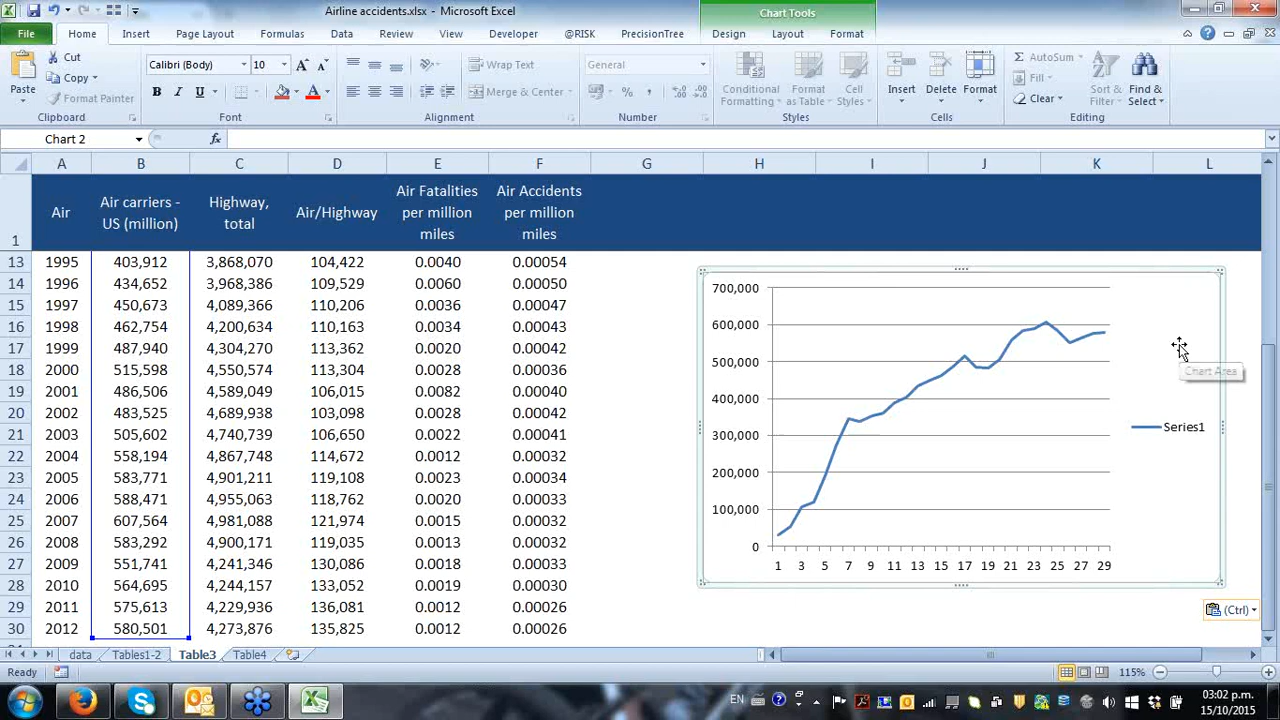 Airline accidents.xlsx - Microsoft Excel
Chart Tools
File Home Insert Page Layout Formulas Data Review View Developer @RISK PrecisionTree Design Layout Format
Paste
Cut
Copy
Format Painter
Clipboard
Calibri (Body) 10
B I U
Font
Wrap Text
Merge & Center
Alignment
General
Number
Conditional Formatting
Format as Table
Cell Styles
Styles
Insert Delete Format
Cells
AutoSum
Fill
Clear
Sort & Filter
Find & Select
Editing
Chart 2 fx
A B C D E F G H I J K L
1 Air Air carriers - US (million) Highway, total Air/Highway Air Fatalities per million miles Air Accidents per million miles
13 1995 403,912 3,868,070 104,422 0.0040 0.00054
14 1996 434,652 3,968,386 109,529 0.0060 0.00050
15 1997 450,673 4,089,366 110,206 0.0036 0.00047
16 1998 462,754 4,200,634 110,163 0.0034 0.00043
17 1999 487,940 4,304,270 113,362 0.0020 0.00042
18 2000 515,598 4,550,574 113,304 0.0028 0.00036
19 2001 486,506 4,589,049 106,015 0.0082 0.00040
20 2002 483,525 4,689,938 103,098 0.0028 0.00042
21 2003 505,602 4,740,739 106,650 0.0022 0.00041
22 2004 558,194 4,867,748 114,672 0.0012 0.00032
23 2005 583,771 4,901,211 119,108 0.0023 0.00034
24 2006 588,471 4,955,063 118,762 0.0020 0.00033
25 2007 607,564 4,981,088 121,974 0.0015 0.00032
26 2008 583,292 4,900,171 119,035 0.0013 0.00032
27 2009 551,741 4,241,346 130,086 0.0018 0.00033
28 2010 564,695 4,244,157 133,052 0.0019 0.00030
29 2011 575,613 4,229,936 136,081 0.0012 0.00026
30 2012 580,501 4,273,876 135,825 0.0012 0.00026
700,000
600,000
500,000
400,000
300,000
200,000
100,000
0
1 3 5 7 9 11 13 15 17 19 21 23 25 27 29
Series1
Chart Area
(Ctrl)
data Tables1-2 Table3 Table4
Ready
115%
EN
03:02 p.m.
15/10/2015